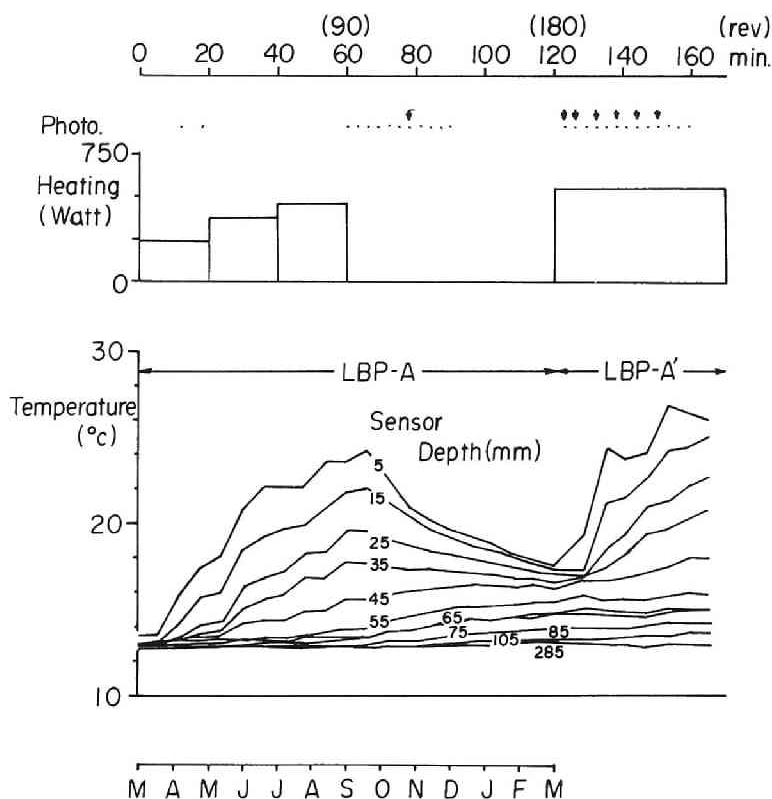 (90) (180) (rev)
0 20 40 60 80 100 120 140 160 min.
Photo.
750
Heating
(Watt)
0
30
LBP-A LBP-A'
Temperature
(°c)
Sensor
Depth(mm)
5
15
20
25
35
45
55 65
75 85
105
285
10
M A M J J A S O N D J F M